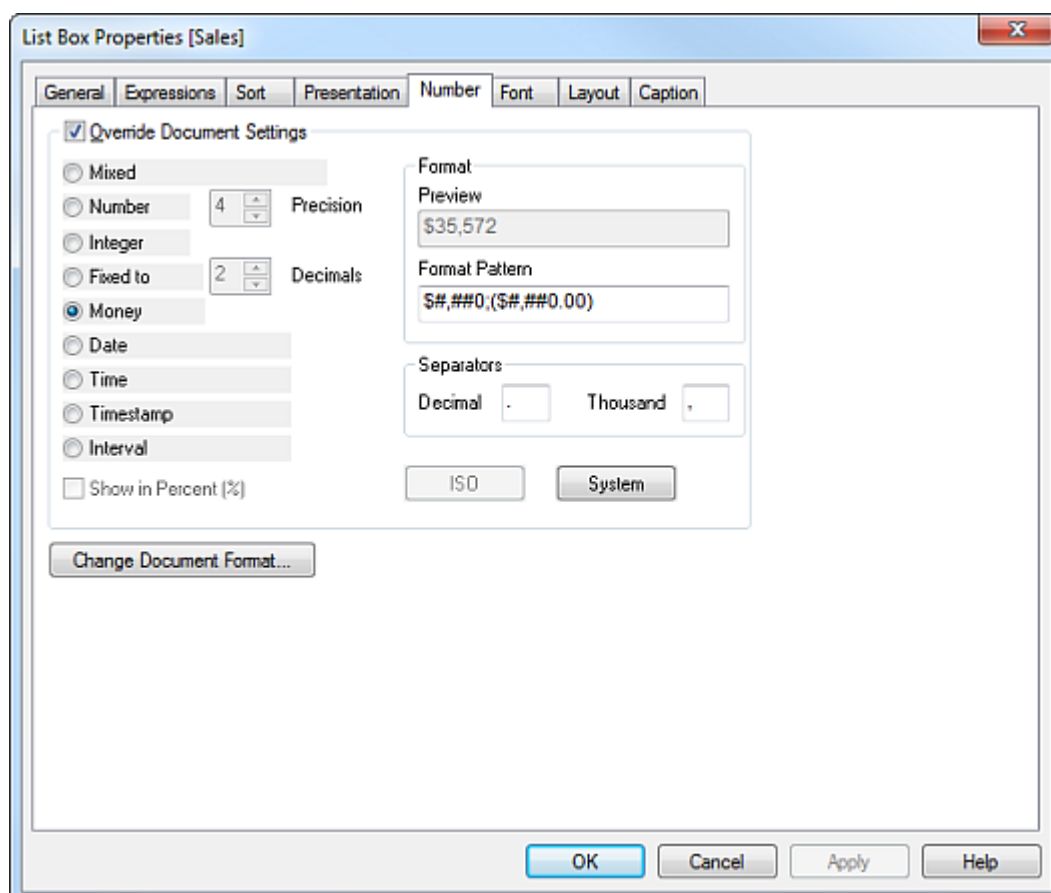 List Box Properties [Sales]
General Expressions Sort Presentation Number Font Layout Caption
Override Document Settings
Mixed
Number 4 Precision
Integer
Fixed to 2 Decimals
Money
Date
Time
Timestamp
Interval
Show in Percent (%)
Format
Preview
$35,572
Format Pattern
$#,##0;($#,##0.00)
Separators
Decimal . Thousand ,
ISO System
Change Document Format...
OK Cancel Apply Help